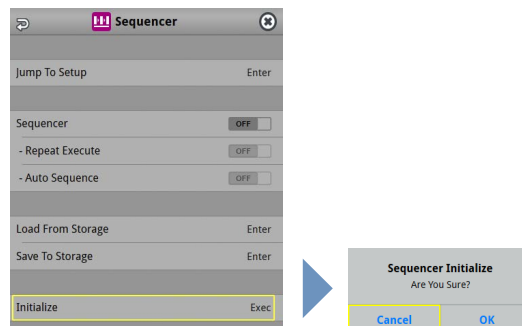 Sequencer
Jump To Setup Enter
Sequencer OFF
- Repeat Execute OFF
- Auto Sequence OFF
Load From Storage Enter
Save To Storage Enter
Initialize Exec
Sequencer Initialize
Are You Sure?
Cancel OK